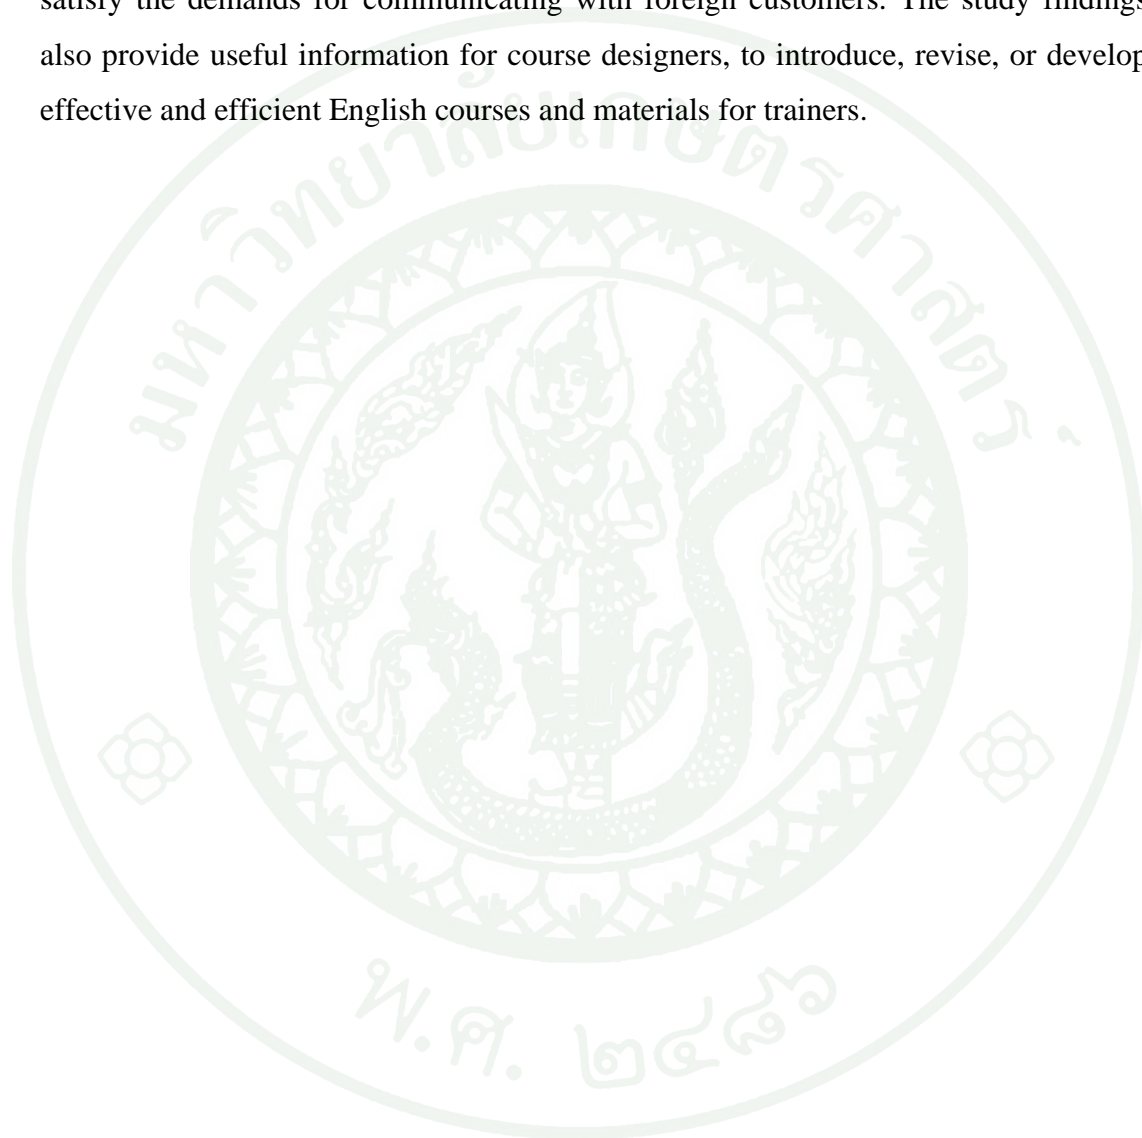 satisfy the demands for communicating with foreign customers. The study findings
also provide useful information for course designers, to introduce, revise, or develop
effective and efficient English courses and materials for trainers.
มหาวิทยาลัยเกษตรศาสตร์
พ.ศ. ๒๔๘๖